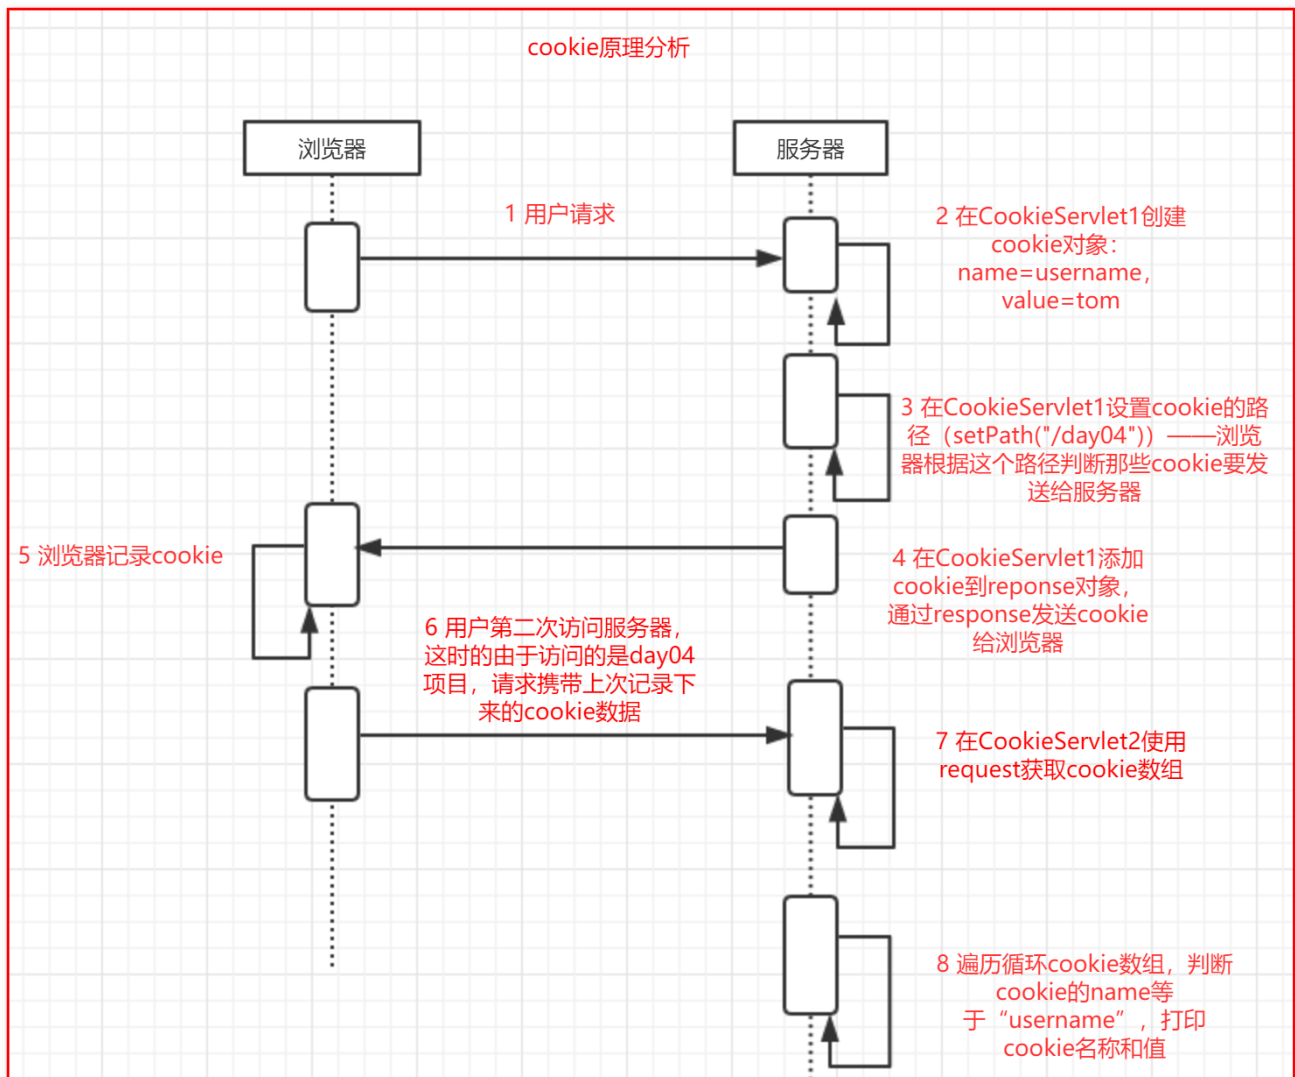 cookie原理分析
浏览器
服务器
1 用户请求
2 在CookieServlet1创建
cookie对象：
name=username，
value=tom
3 在CookieServlet1设置cookie的路
径（setPath("/day04"））——浏览
器根据这个路径判断那些cookie要发
送给服务器
5 浏览器记录cookie
4 在CookieServlet1添加
cookie到reponse对象，
通过response发送cookie
给浏览器
6 用户第二次访问服务器，
这时的由于访问的是day04
项目，请求携带上次记录下
来的cookie数据
7 在CookieServlet2使用
request获取cookie数组
8 遍历循环cookie数组，判断
cookie的name等
于“username”，打印
cookie名称和值